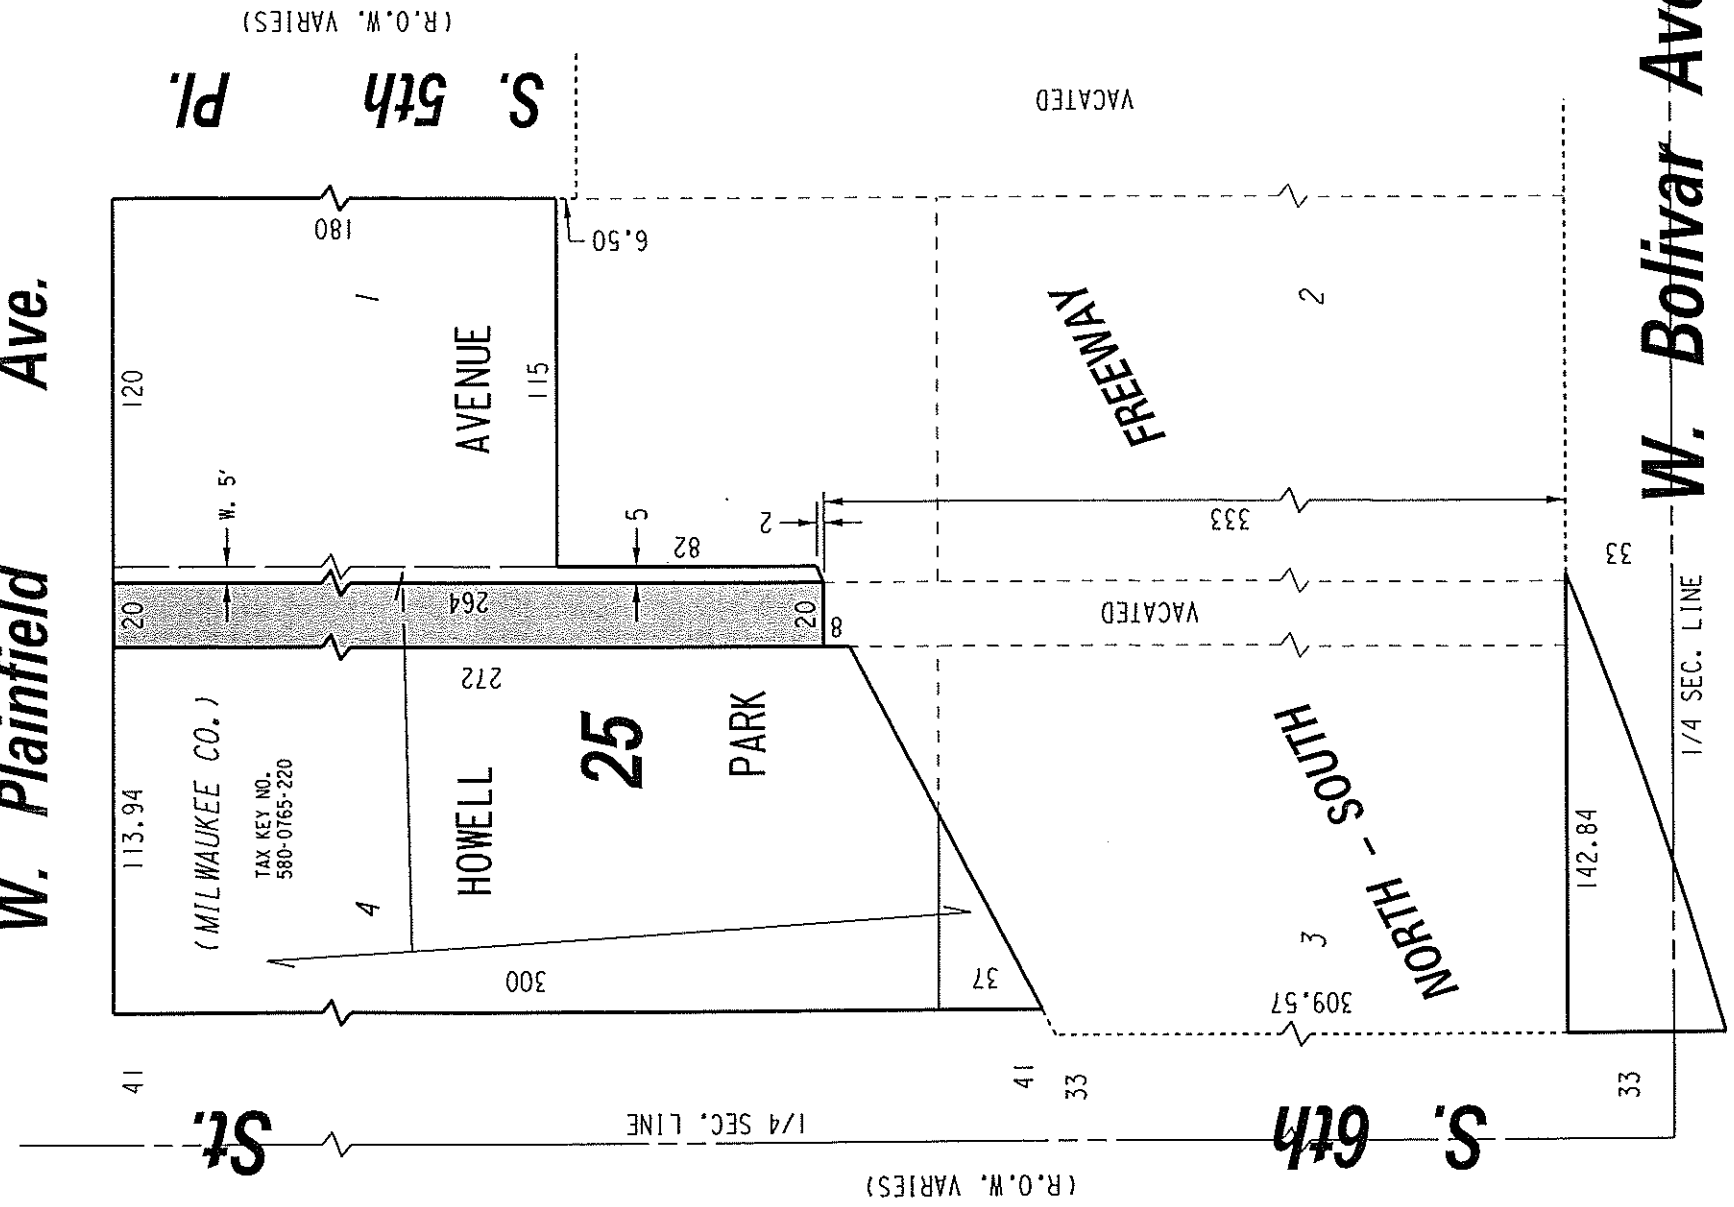 W. Plainfield Ave.
(R.O.W. VARIES)
S. 5th Pl.
VACATED
180
6.50
120
1
AVENUE
115
W. 5'
5
2
82
333
FREEWAY
2
20
264
20
8
VACATED
33
113.94
(MILWAUKEE CO.)
TAX KEY NO.
580-0765-220
4
272
HOWELL
25
PARK
300
37
NORTH - SOUTH
3
309.57
142.84
1/4 SEC. LINE
W. Bolivar Ave
41
41
33
33
1/4 SEC. LINE
S. 6th St.
(R.O.W. VARIES)